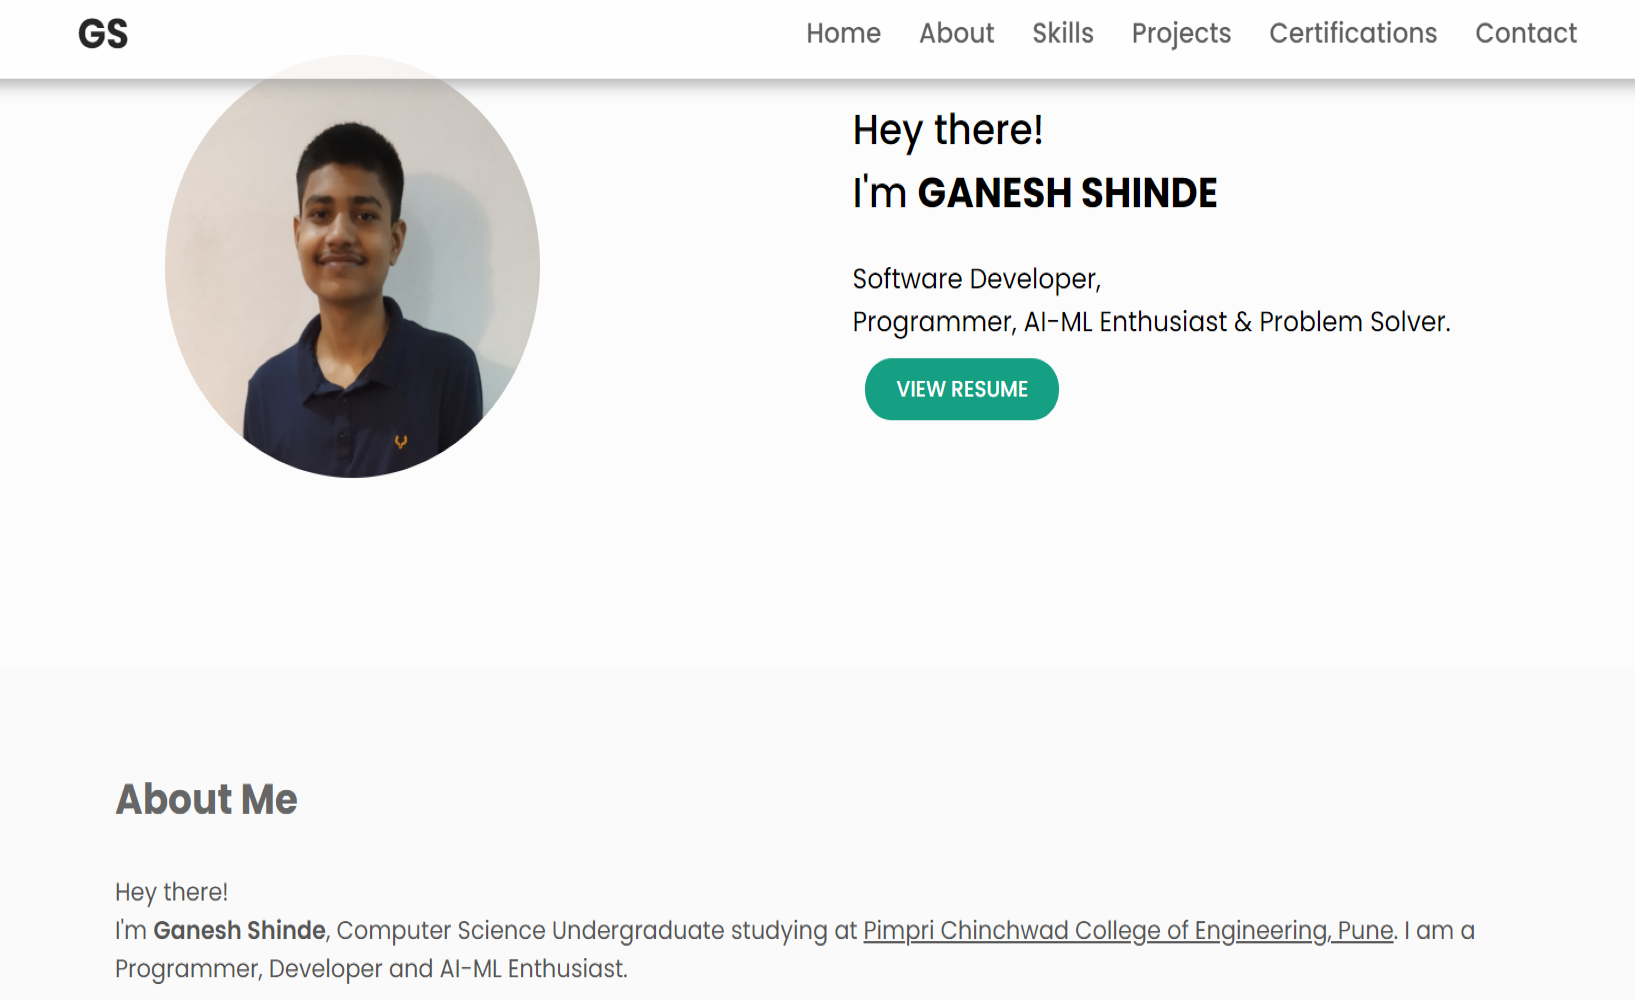 GS
Home About Skills Projects Certifications Contact
Hey there!
I'm GANESH SHINDE
Software Developer,
Programmer, AI-ML Enthusiast & Problem Solver.
VIEW RESUME
About Me
Hey there!
I'm Ganesh Shinde, Computer Science Undergraduate studying at Pimpri Chinchwad College of Engineering, Pune. I am a
Programmer, Developer and AI-ML Enthusiast.